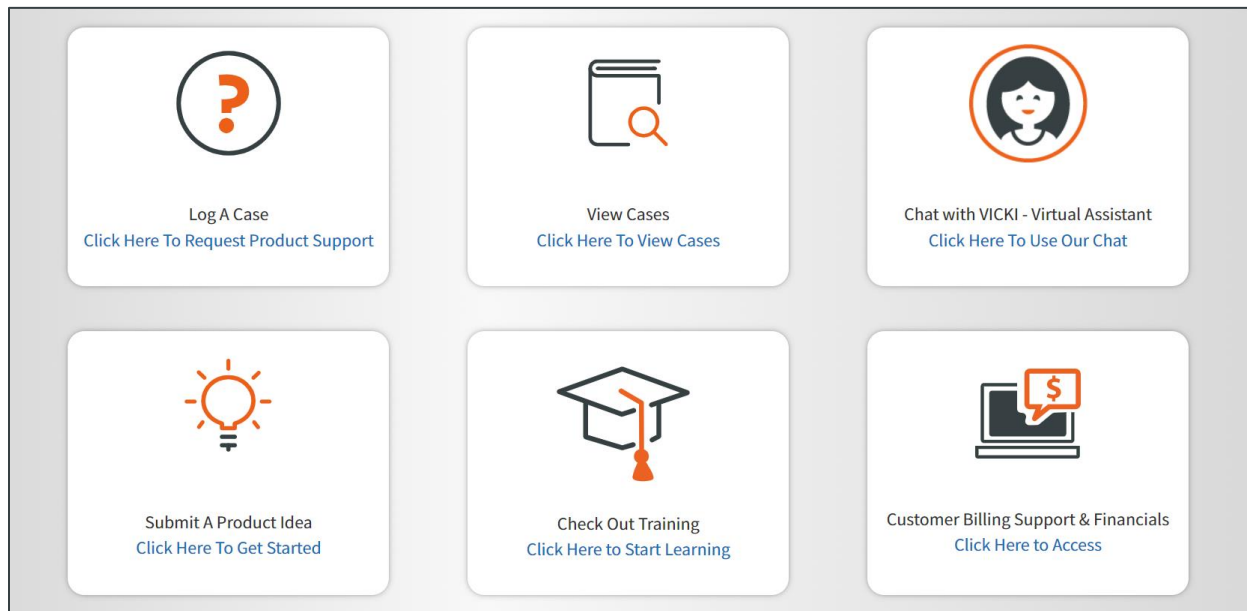 ?
Log A Case
Click Here To Request Product Support
View Cases
Click Here To View Cases
Chat with VICKI - Virtual Assistant
Click Here To Use Our Chat
Submit A Product Idea
Click Here To Get Started
Check Out Training
Click Here to Start Learning
$
Customer Billing Support & Financials
Click Here to Access